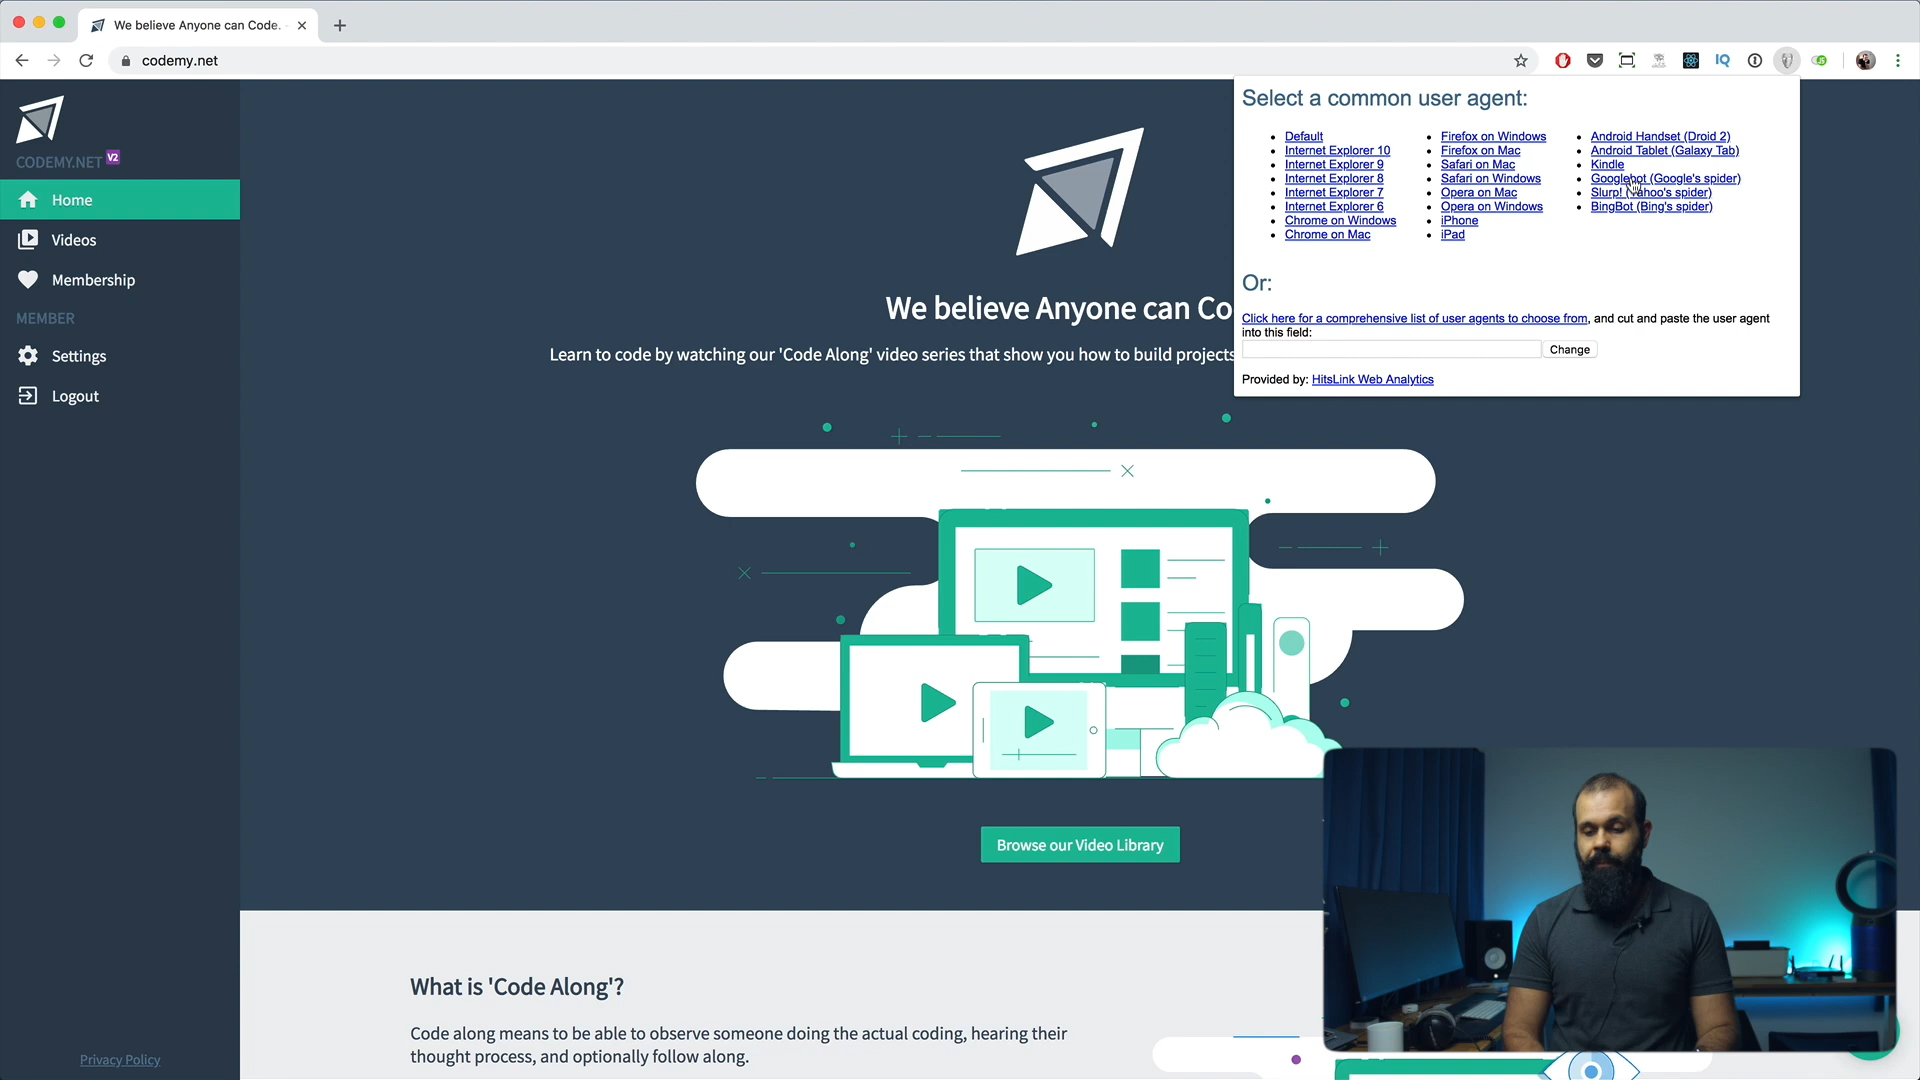 We believe Anyone can Code.
codemy.net
IQ
CODEMY.NET V2
Home
Videos
Membership
MEMBER
Settings
Logout
Privacy Policy
We believe Anyone can Co
Learn to code by watching our 'Code Along' video series that show you how to build projects
Browse our Video Library
What is 'Code Along'?
Code along means to be able to observe someone doing the actual coding, hearing their
thought process, and optionally follow along.
Select a common user agent:
Default
Internet Explorer 10
Internet Explorer 9
Internet Explorer 8
Internet Explorer 7
Internet Explorer 6
Chrome on Windows
Chrome on Mac
Firefox on Windows
Firefox on Mac
Safari on Mac
Safari on Windows
Opera on Mac
Opera on Windows
iPhone
iPad
Android Handset (Droid 2)
Android Tablet (Galaxy Tab)
Kindle
Googlebot (Google's spider)
Slurp! (Yahoo's spider)
BingBot (Bing's spider)
Or:
Click here for a comprehensive list of user agents to choose from, and cut and paste the user agent
into this field:
Change
Provided by: HitsLink Web Analytics